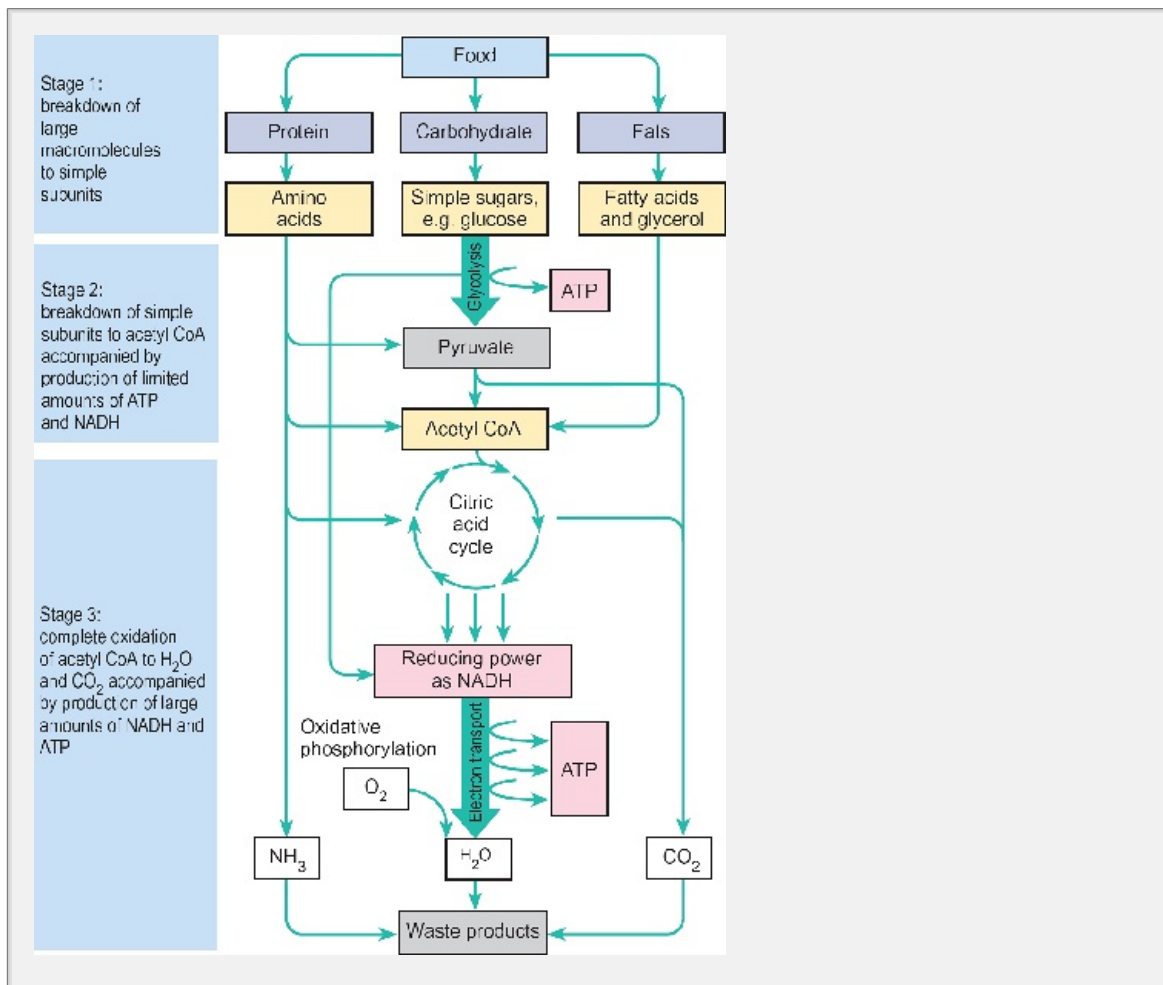 Food
Stage 1:
breakdown of
large
macromolecules
to simple
subunits
Protein
Carbohydrate
Fats
Amino
acids
Simple sugars,
e.g. glucose
Fatty acids
and glycerol
Stage 2:
breakdown of simple
subunits to acetyl CoA
accompanied by
production of limited
amounts of ATP
and NADH
Glycolysis
ATP
Pyruvate
Acetyl CoA
Citric
acid
cycle
Stage 3:
complete oxidation
of acetyl CoA to H₂O
and CO₂ accompanied
by production of large
amounts of NADH and
ATP
Reducing power
as NADH
Oxidative
phosphorylation
Electron transport
ATP
O₂
NH₃
H₂O
CO₂
Waste products